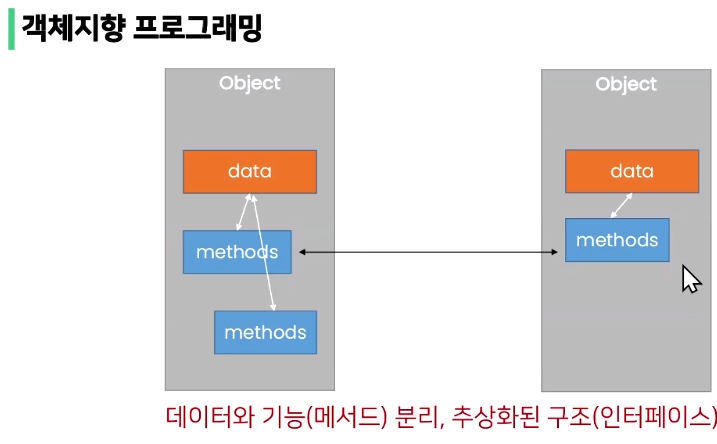 객체지향 프로그래밍
Object
Object
data
data
methods
methods
methods
데이터와 기능(메서드) 분리, 추상화된 구조(인터페이스)